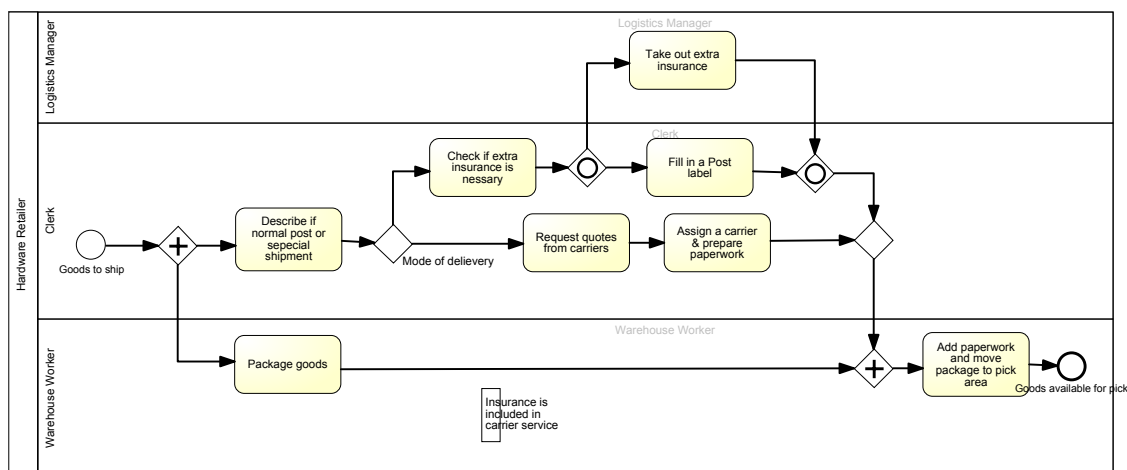 Hardware Retailer
Logistics Manager
Logistics Manager
Take out extra
insurance
Clerk
Clerk
Check if extra
insurance is
nessary
Fill in a Post
label
Goods to ship
Describe if
normal post or
sepecial
shipment
Mode of delievery
Request quotes
from carriers
Assign a carrier
& prepare
paperwork
Warehouse Worker
Warehouse Worker
Package goods
Insurance is
included in
carrier service
Add paperwork
and move
package to pick
area
Goods available for pick